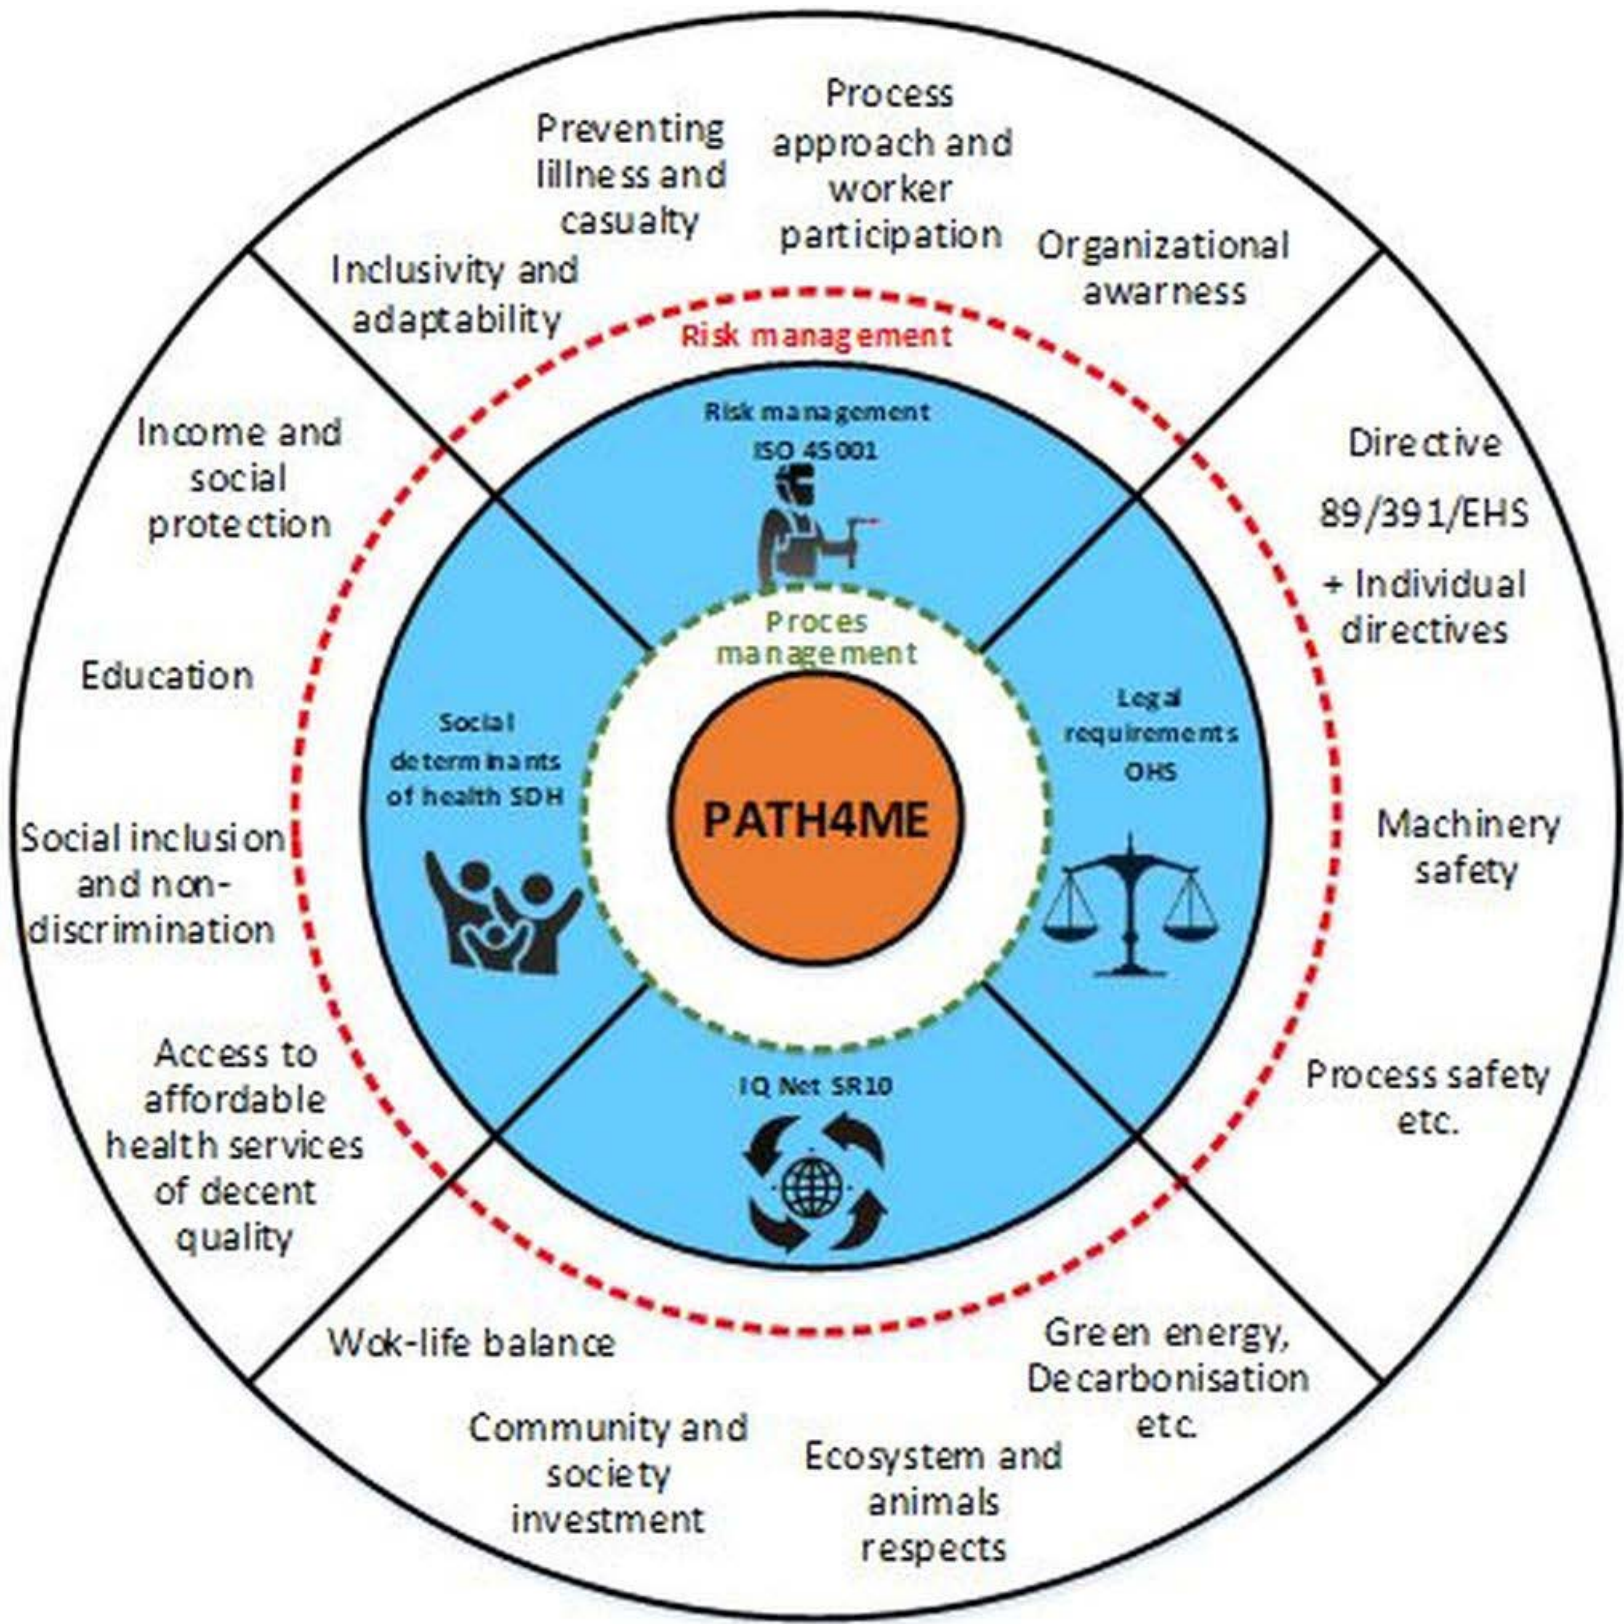 Process
approach and
worker
participation
Preventing
lillness and
casualty
Organizational
awarness
Inclusivity and
adaptability
Risk management
Risk management
ISO 45001
Directive
89/391/EHS
+ Individual
directives
Income and
social
protection
Proces
management
Education
Legal
requirements
OHS
Social
determinants
of health SDH
PATH4ME
Machinery
safety
Social inclusion
and non-
discrimination
Access to
affordable
health services
of decent
quality
Process safety
etc.
IQ Net SR10
Wok-life balance
Green energy,
Decarbonisation
etc.
Community and
society
investment
Ecosystem and
animals
respects